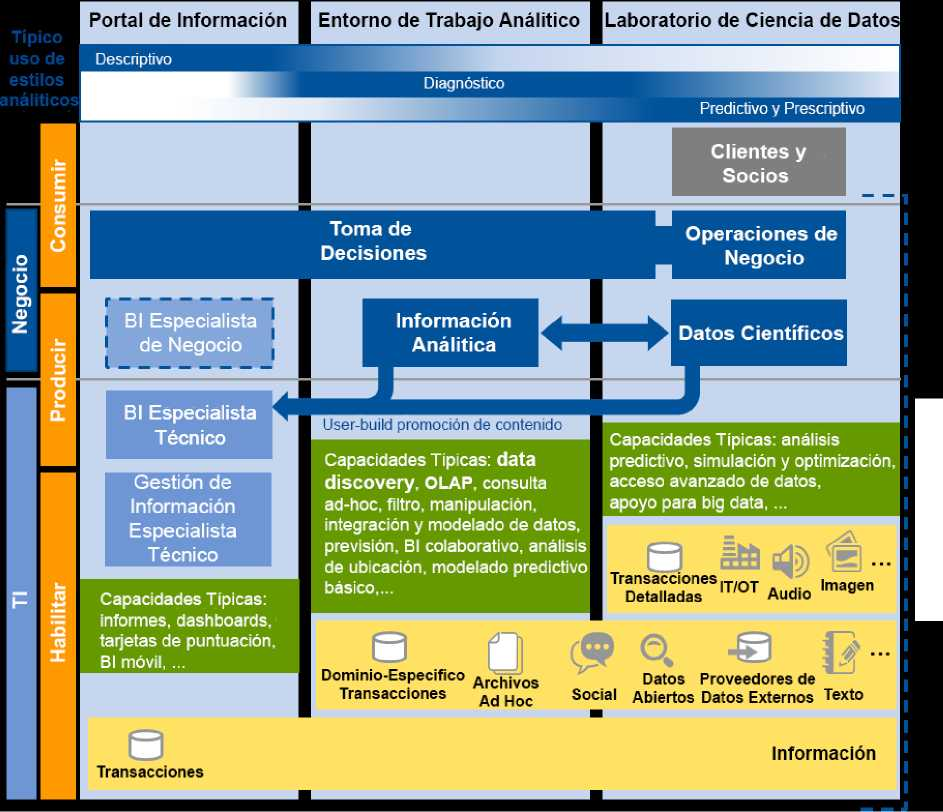 Portal de Información
Entorno de Trabajo Análitico
Laboratorio de Ciencia de Datos
Típico
uso de
estilos
análiticos
Descriptivo
Diagnóstico
Predictivo y Prescriptivo
Consumir
Producir
Habilitar
Negocio
TI
Clientes y
Socios
Toma de
Decisiones
Operaciones de
Negocio
BI Especialista
de Negocio
Información
Análitica
Datos Científicos
BI Especialista
Técnico
User-build promoción de contenido
Gestión de
Información
Especialista
Técnico
Capacidades Típicas:
informes, dashboards,
tarjetas de puntuación,
BI móvil, ...
Capacidades Típicas: data
discovery, OLAP, consulta
ad-hoc, filtro, manipulación,
integración y modelado de datos,
previsión, BI colaborativo, análisis
de ubicación, modelado predictivo
básico,...
Capacidades Típicas: análisis
predictivo, simulación y optimización,
acceso avanzado de datos,
apoyo para big data, ...
Transacciones
Detalladas
IT/OT
Audio
Imagen
...
Dominio-Específico
Transacciones
Archivos
Ad Hoc
Social
Datos
Abiertos
Proveedores de
Datos Externos
Texto
...
Transacciones
Información